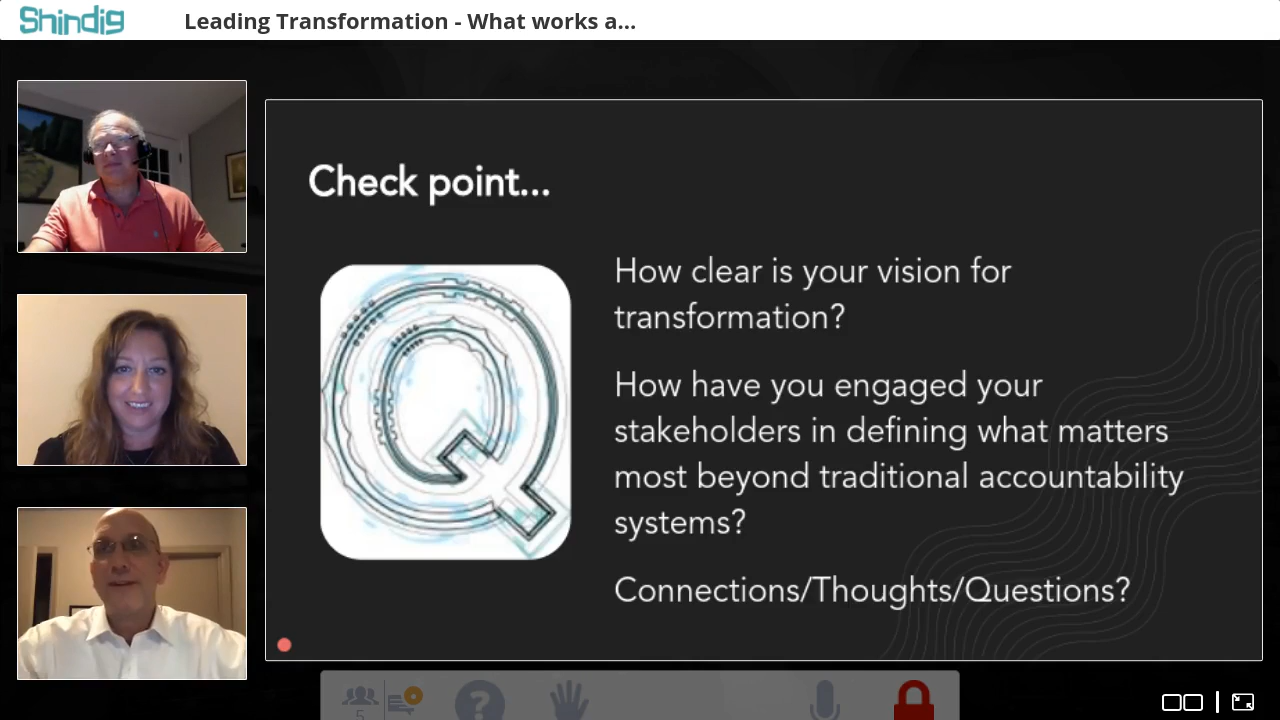 Shindig
Leading Transformation - What works a...
Check point...
How clear is your vision for
transformation?
How have you engaged your
stakeholders in defining what matters
most beyond traditional accountability
systems?
Connections/Thoughts/Questions?
Q
?
5